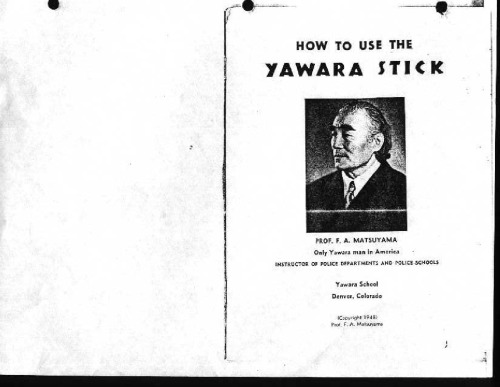 HOW TO USE THE
YAWARA STICK
PROF. F. A. MATSUYAMA
Only Yawara man in America
INSTRUCTOR OF POLICE DEPARTMENTS AND POLICE SCHOOLS
Yawara School
Denver, Colorado
(Copyright 1948)
Prof. F. A. Matsuyama